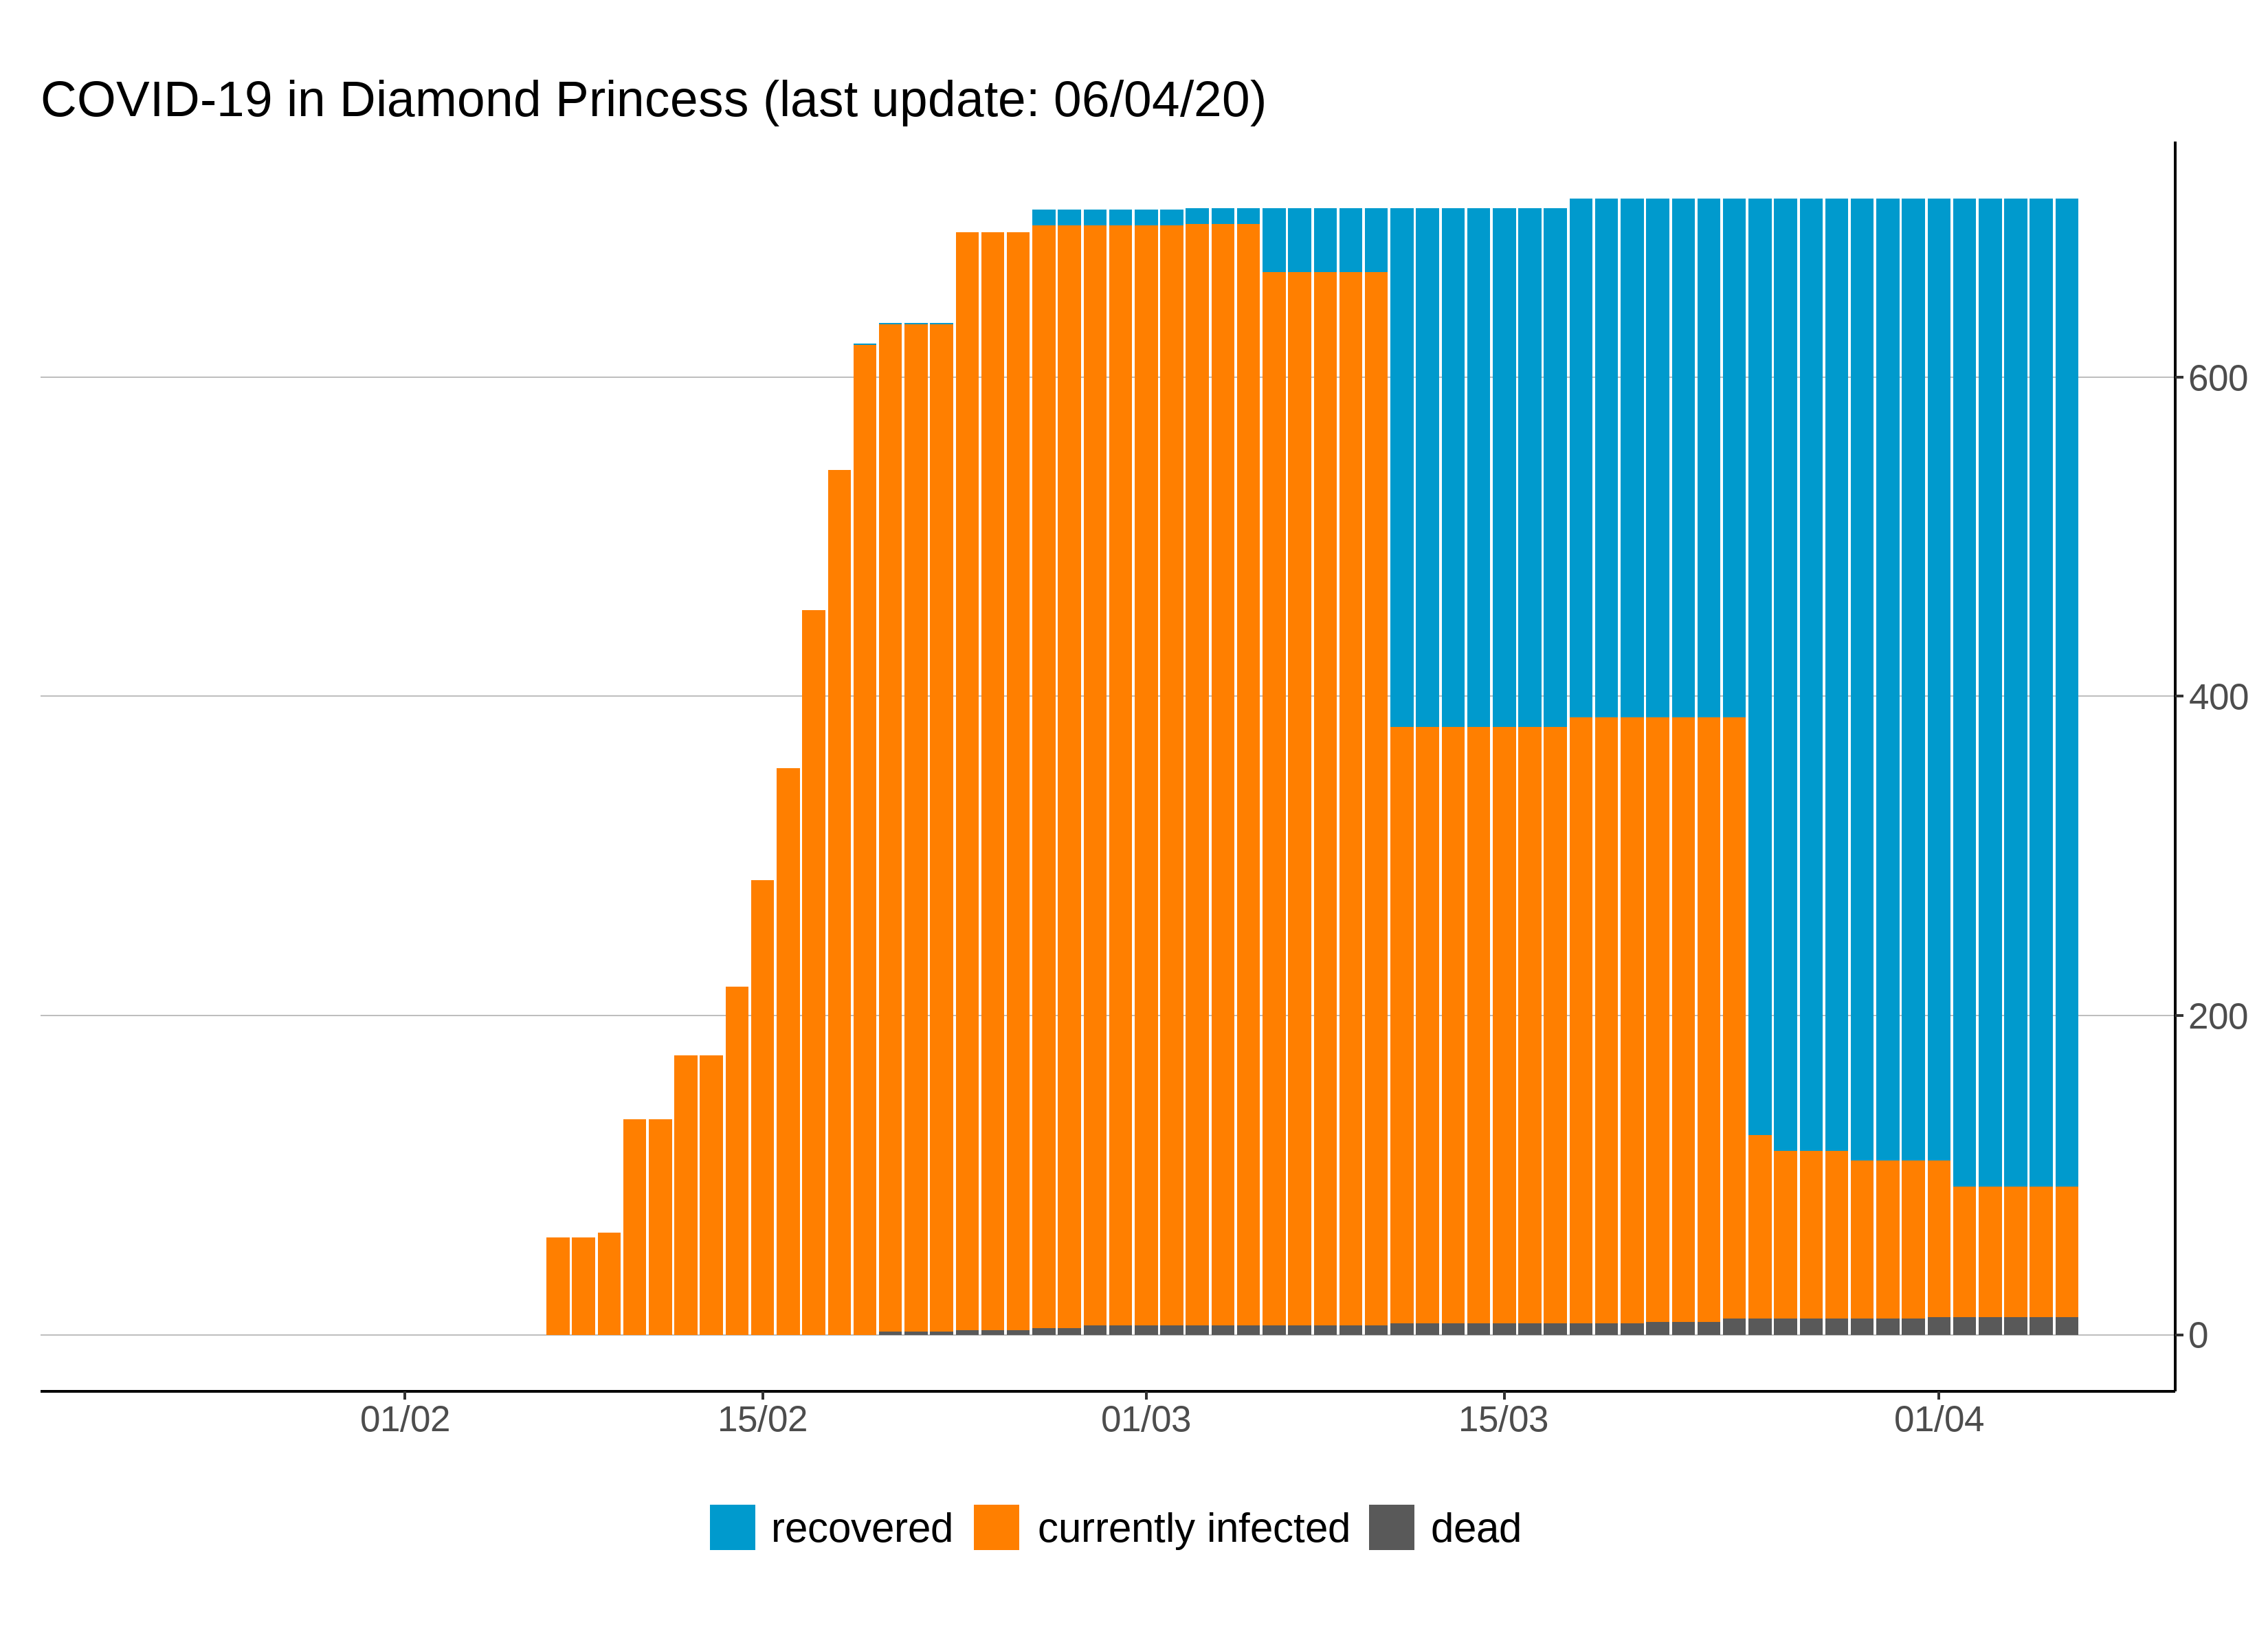 COVID-19 in Diamond Princess (last update: 06/04/20)
600
400
200
0
01/02 15/02 01/03 15/03 01/04
recovered currently infected dead